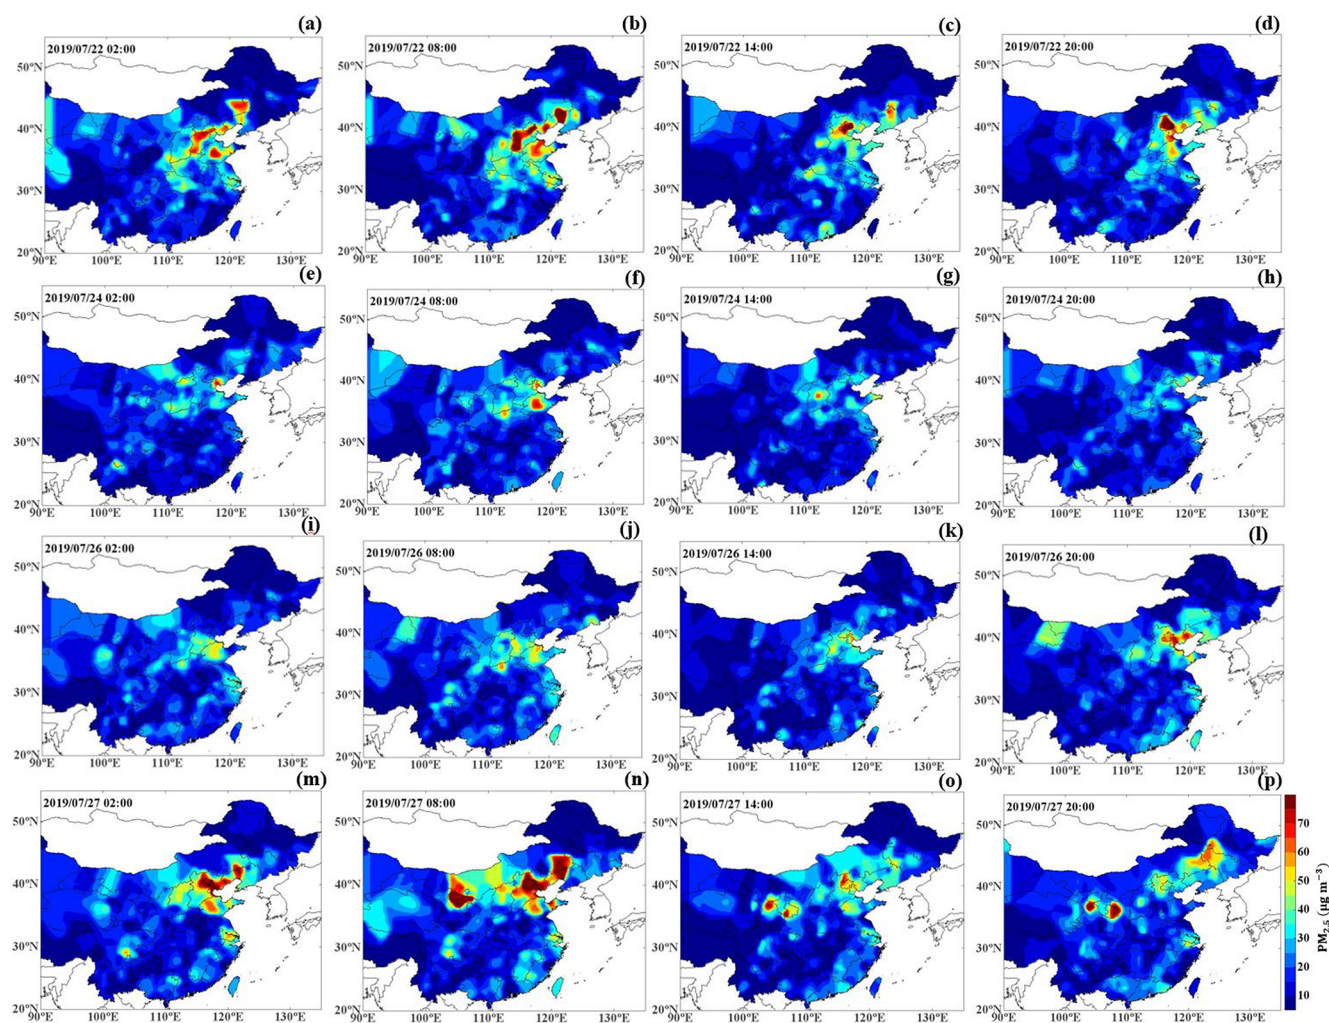 (a) (b) (c) (d)
2019/07/22 02:00 2019/07/22 08:00 2019/07/22 14:00 2019/07/22 20:00
50°N 50°N 50°N 50°N
40°N 40°N 40°N 40°N
30°N 30°N 30°N 30°N
20°N 20°N 20°N 20°N
90°E 100°E 110°E 120°E 130°E 90°E 100°E 110°E 120°E 130°E 90°E 100°E 110°E 120°E 130°E 90°E 100°E 110°E 120°E 130°E
(e) (f) (g) (h)
2019/07/24 02:00 2019/07/24 08:00 2019/07/24 14:00 2019/07/24 20:00
50°N 50°N 50°N 50°N
40°N 40°N 40°N 40°N
30°N 30°N 30°N 30°N
20°N 20°N 20°N 20°N
90°E 100°E 110°E 120°E 130°E 90°E 100°E 110°E 120°E 130°E 90°E 100°E 110°E 120°E 130°E 90°E 100°E 110°E 120°E 130°E
(i) (j) (k) (l)
2019/07/26 02:00 2019/07/26 08:00 2019/07/26 14:00 2019/07/26 20:00
50°N 50°N 50°N 50°N
40°N 40°N 40°N 40°N
30°N 30°N 30°N 30°N
20°N 20°N 20°N 20°N
90°E 100°E 110°E 120°E 130°E 90°E 100°E 110°E 120°E 130°E 90°E 100°E 110°E 120°E 130°E 90°E 100°E 110°E 120°E 130°E
(m) (n) (o) (p)
2019/07/27 02:00 2019/07/27 08:00 2019/07/27 14:00 2019/07/27 20:00
50°N 50°N 50°N 50°N
40°N 40°N 40°N 40°N
30°N 30°N 30°N 30°N
20°N 20°N 20°N 20°N
90°E 100°E 110°E 120°E 130°E 90°E 100°E 110°E 120°E 130°E 90°E 100°E 110°E 120°E 130°E 90°E 100°E 110°E 120°E 130°E
70
60
50
40
30
20
10
PM2.5 (μg m−3)